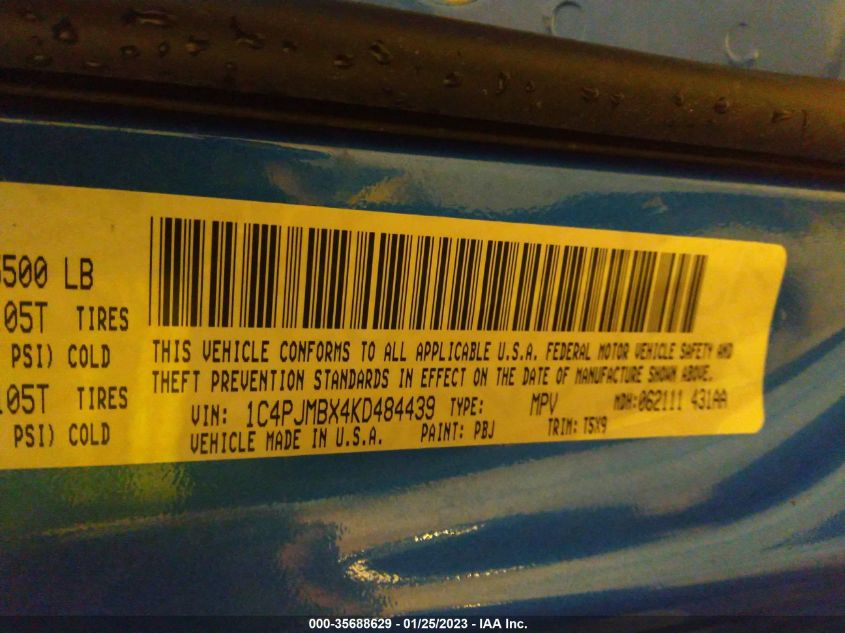 5500 LB
05T TIRES
PSI) COLD
105T TIRES
PSI) COLD
THIS VEHICLE CONFORMS TO ALL APPLICABLE U.S.A. FEDERAL MOTOR VEHICLE SAFETY AND
THEFT PREVENTION STANDARDS IN EFFECT ON THE DATE OF MANUFACTURE SHOWN ABOVE.
VIN: 1C4PJMBX4KD484439 TYPE: MPV MDH: 062111 431AA
VEHICLE MADE IN U.S.A. PAINT: PBJ TRIM: T5X9
000-35688629 - 01/25/2023 - IAA Inc.